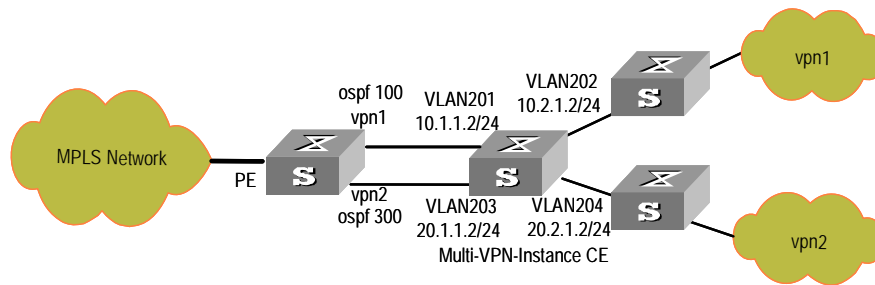 MPLS Network
PE
S
ospf 100
vpn1
vpn2
ospf 300
VLAN201
10.1.1.2/24
S
VLAN203
20.1.1.2/24
VLAN202
10.2.1.2/24
VLAN204
20.2.1.2/24
Multi-VPN-Instance CE
S
vpn1
S
vpn2